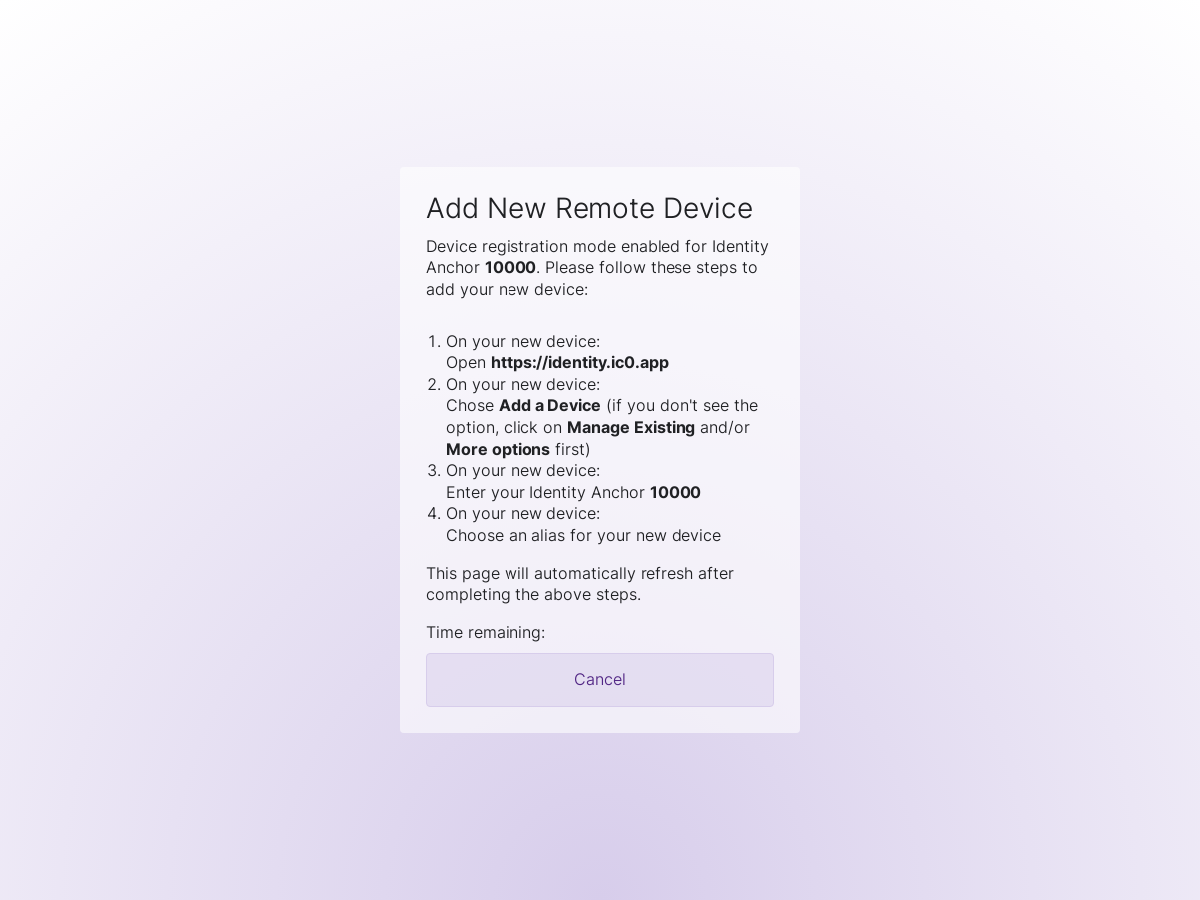 Add New Remote Device
Device registration mode enabled for Identity
Anchor 10000. Please follow these steps to
add your new device:
1. On your new device:
Open https://identity.ic0.app
2. On your new device:
Chose Add a Device (if you don't see the
option, click on Manage Existing and/or
More options first)
3. On your new device:
Enter your Identity Anchor 10000
4. On your new device:
Choose an alias for your new device
This page will automatically refresh after
completing the above steps.
Time remaining:
Cancel